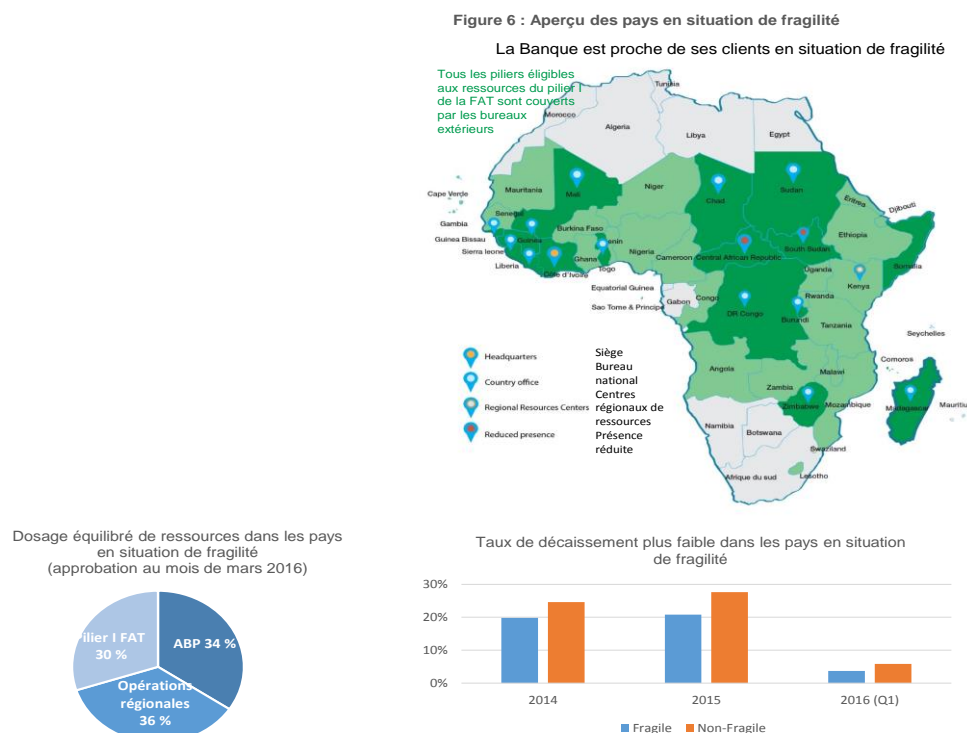 Figure 6 : Aperçu des pays en situation de fragilité
La Banque est proche de ses clients en situation de fragilité
Tous les piliers éligibles
aux ressources du pilier I
de la FAT sont couverts
par les bureaux
extérieurs
Tunisia
Morocco
Algeria
Libya
Egypt
Cape Verde
Mauritania
Mali
Niger
Chad
Sudan
Eritrea
Djibouti
Senegal
Gambia
Guinea Bissau
Guinea
Burkina Faso
Benin
Sierra leone
Liberia
Côte d'Ivoire
Ghana
Togo
Nigeria
Cameroon
Central African Republic
South Sudan
Ethiopia
Somalia
Equatorial Guinea
Sao Tome & Principe
Gabon
Congo
DR Congo
Uganda
Kenya
Rwanda
Burundi
Tanzania
Seychelles
Comoros
Angola
Zambia
Malawi
Mozambique
Zimbabwe
Madagascar
Mauritiu
Namibia
Botswana
Swaziland
Lesotho
Afrique du sud
Headquarters
Country office
Regional Resources Centers
Reduced presence
Siège
Bureau
national
Centres
régionaux de
ressources
Présence
réduite
Dosage équilibré de ressources dans les pays
en situation de fragilité
(approbation au mois de mars 2016)
Pilier I FAT
30 %
ABP 34 %
Opérations
régionales
36 %
Taux de décaissement plus faible dans les pays en situation
de fragilité
30%
20%
10%
0%
2014
2015
2016 (Q1)
Fragile
Non-Fragile